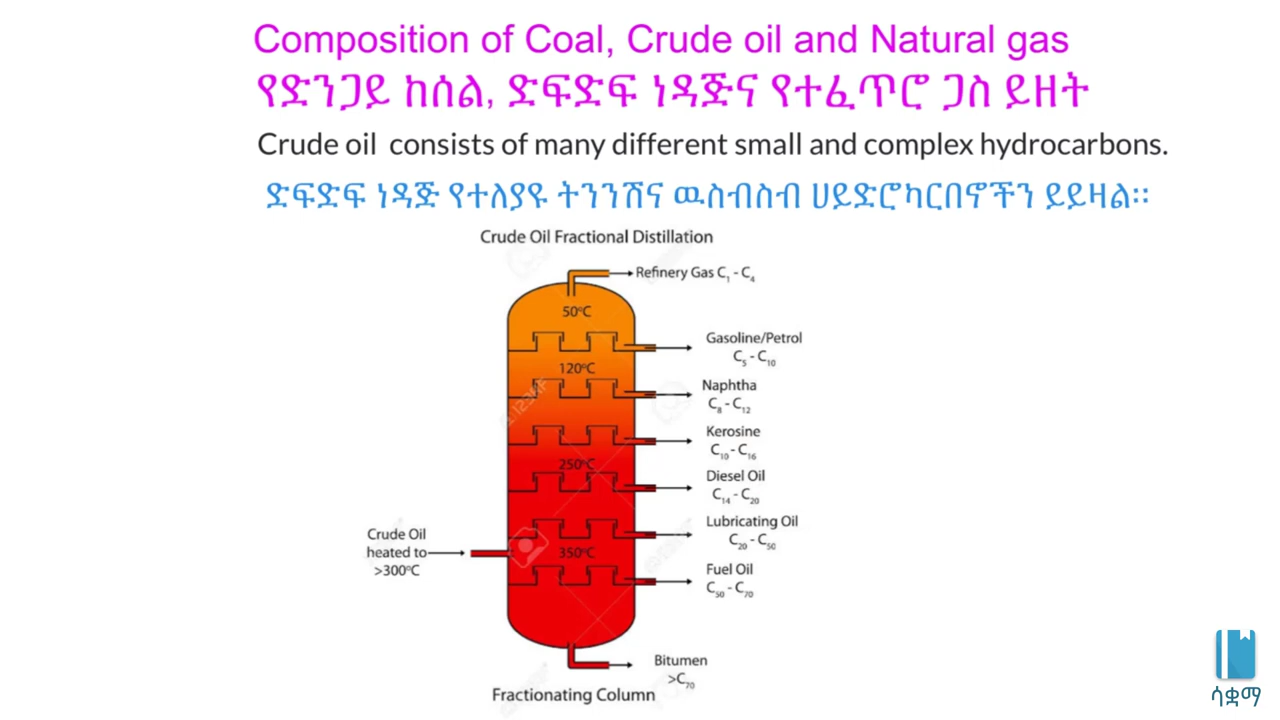 Composition of Coal, Crude oil and Natural gas
የድንጋይ ከሰል, ድፍድፍ ነዳጅና የተፈጥሮ ጋስ ይዘት
Crude oil consists of many different small and complex hydrocarbons.
ድፍድፍ ነዳጅ የተለያዩ ትንንሽና ዉስብስብ ሀይድሮካርበኖችን ይይዛል፡፡
Crude Oil Fractional Distillation
Refinery Gas C₁ - C₄
50°C
Gasoline/Petrol
C₅ - C₁₀
120°C
Naphtha
C₈ - C₁₂
Kerosine
C₁₀ - C₁₆
250°C
Diesel Oil
C₁₄ - C₂₀
Lubricating Oil
C₂₀ - C₅₀
Crude Oil
heated to
>300°C
350°C
Fuel Oil
C₅₀ - C₇₀
Bitumen
>C₇₀
Fractionating Column
ሳቋማ